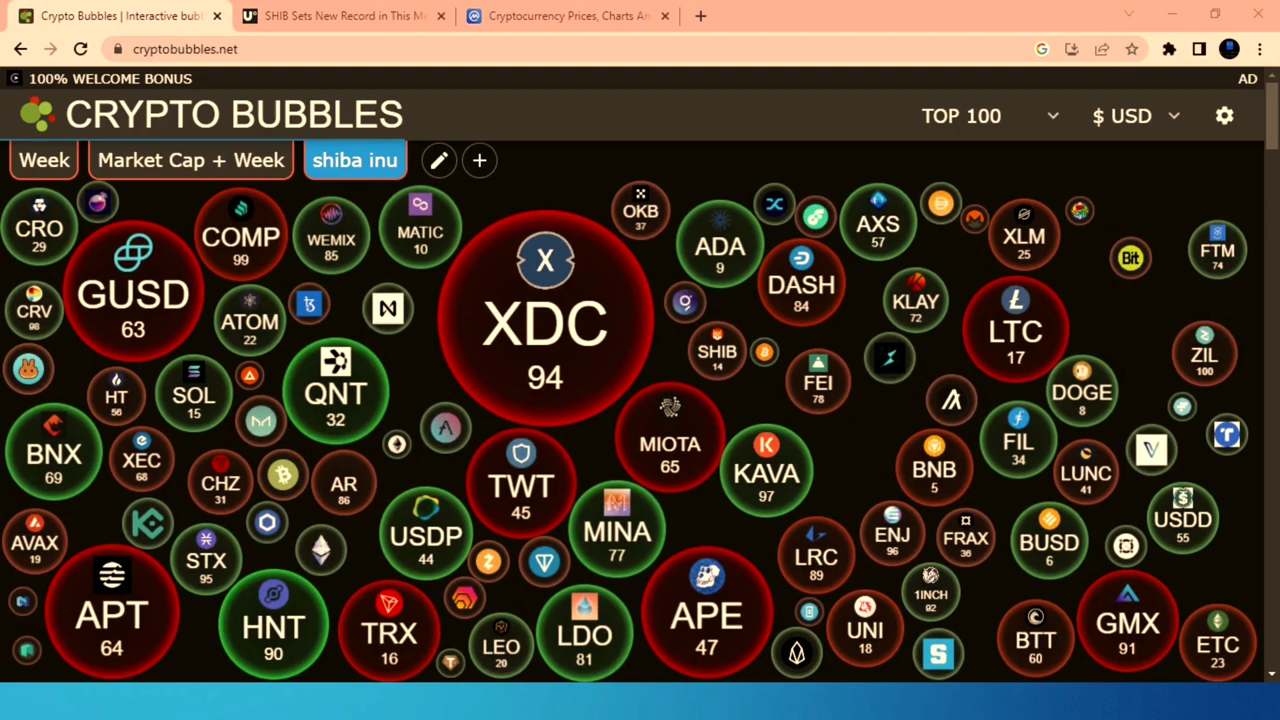 Crypto Bubbles | Interactive bubb
SHIB Sets New Record in This Me
Cryptocurrency Prices, Charts An
cryptobubbles.net
100% WELCOME BONUS
AD
CRYPTO BUBBLES
TOP 100
$ USD
Week
Market Cap + Week
shiba inu
CRO
29
GUSD
63
COMP
99
WEMIX
85
MATIC
10
XDC
94
OKB
37
ADA
9
DASH
84
AXS
57
XLM
25
Bit
FTM
74
CRV
98
ATOM
22
SHIB
14
KLAY
72
LTC
17
ZIL
100
HT
56
SOL
15
QNT
32
FEI
78
DOGE
8
BNX
69
XEC
68
CHZ
31
AR
86
TWT
45
MIOTA
65
KAVA
97
BNB
5
FIL
34
LUNC
41
USDD
55
AVAX
19
STX
95
USDP
44
MINA
77
LRC
89
ENJ
96
FRAX
36
BUSD
6
APT
64
HNT
90
TRX
16
LEO
20
LDO
81
APE
47
UNI
18
1INCH
92
BTT
60
GMX
91
ETC
23